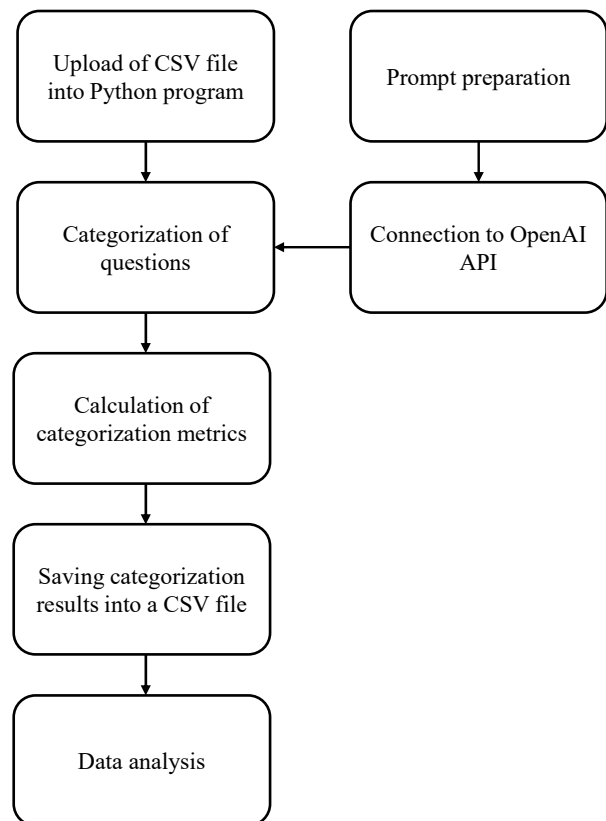 Upload of CSV file
into Python program
Prompt preparation
Categorization of
questions
Connection to OpenAI
API
Calculation of
categorization metrics
Saving categorization
results into a CSV file
Data analysis